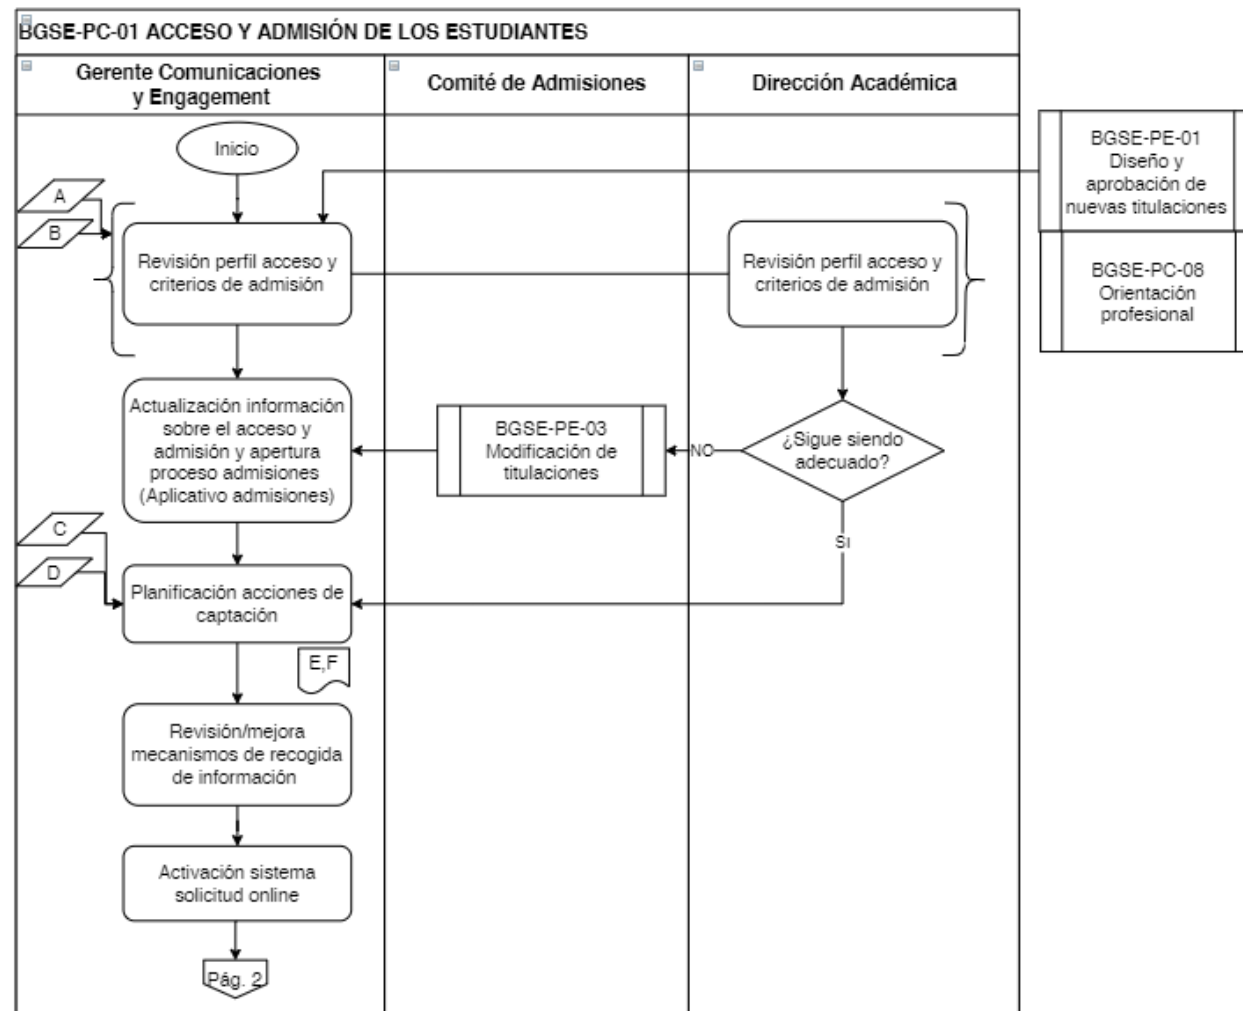 BGSE-PC-01 ACCESO Y ADMISIÓN DE LOS ESTUDIANTES
Gerente Comunicaciones
y Engagement
Comité de Admisiones
Dirección Académica
Inicio
A
B
Revisión perfil acceso y
criterios de admisión
Revisión perfil acceso y
criterios de admisión
BGSE-PE-01
Diseño y
aprobación de
nuevas titulaciones
BGSE-PC-08
Orientación
profesional
Actualización información
sobre el acceso y
admisión y apertura
proceso admisiones
(Aplicativo admisiones)
BGSE-PE-03
Modificación de
titulaciones
NO
¿Sigue siendo
adecuado?
SI
C
D
Planificación acciones de
captación
E,F
Revisión/mejora
mecanismos de recogida
de información
Activación sistema
solicitud online
Pág. 2